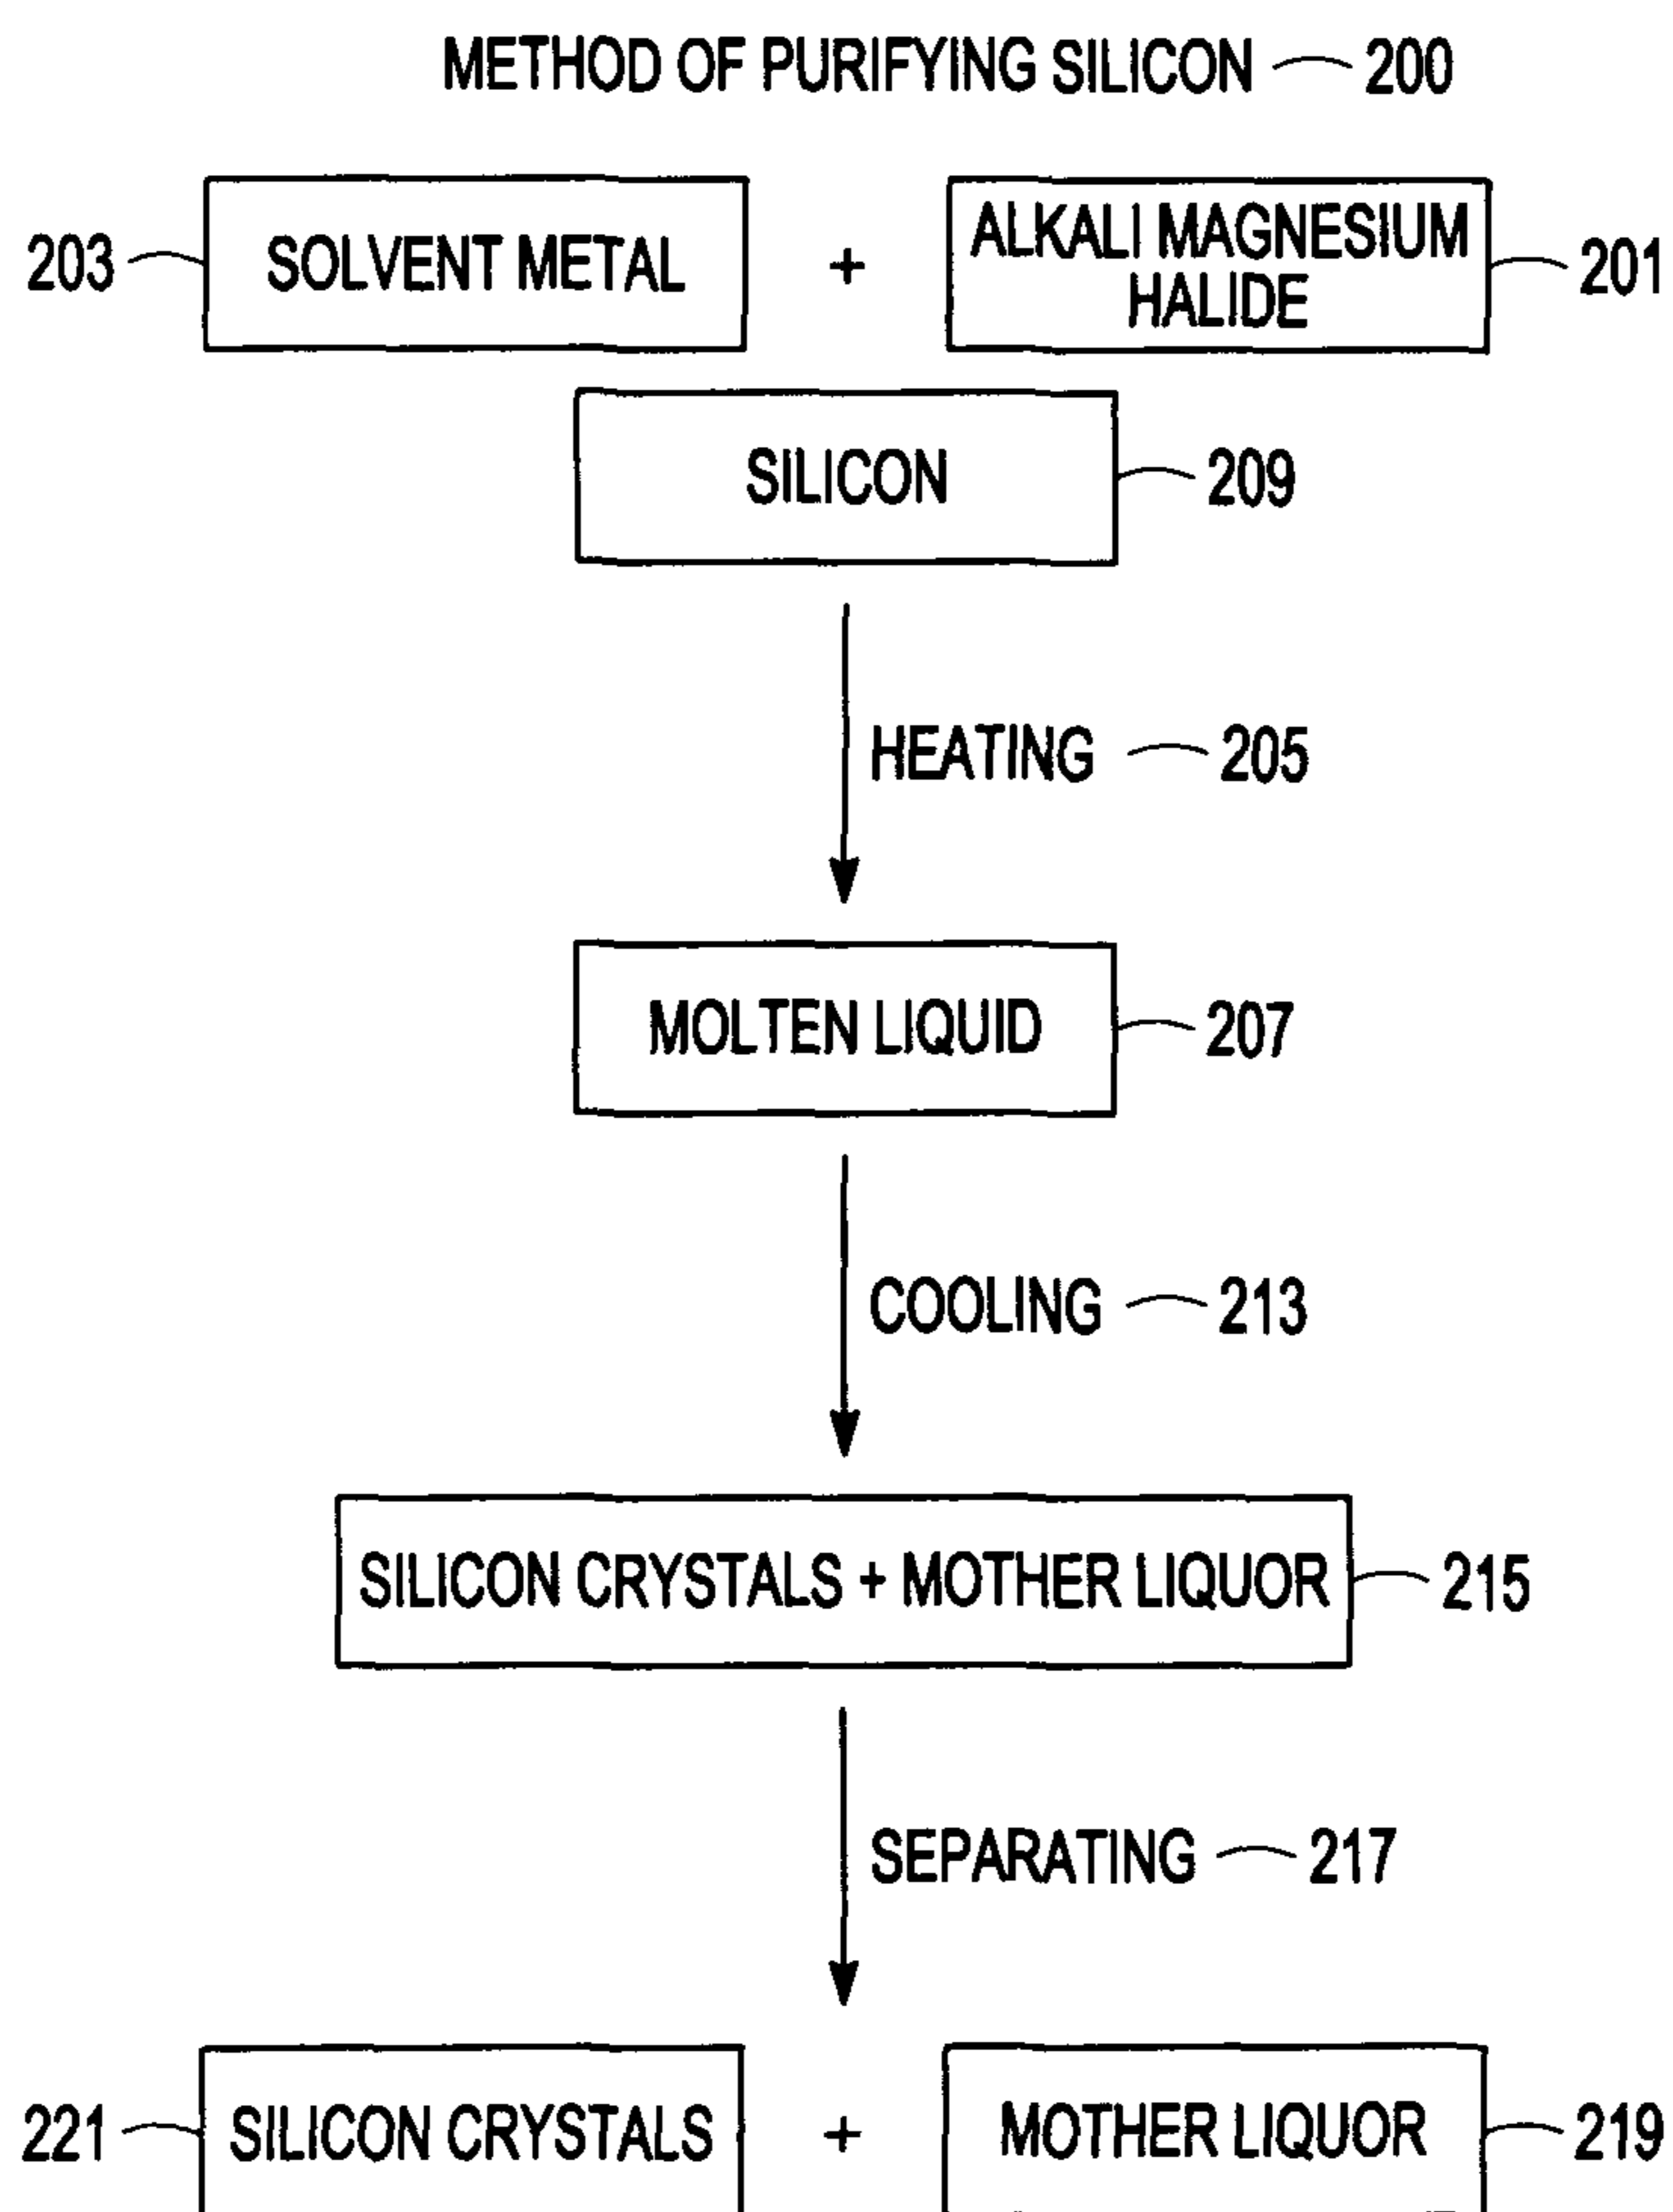 METHOD OF PURIFYING SILICON 200
203 SOLVENT METAL + ALKALI MAGNESIUM HALIDE 201
SILICON 209
HEATING 205
MOLTEN LIQUID 207
COOLING 213
SILICON CRYSTALS + MOTHER LIQUOR 215
SEPARATING 217
221 SILICON CRYSTALS + MOTHER LIQUOR 219